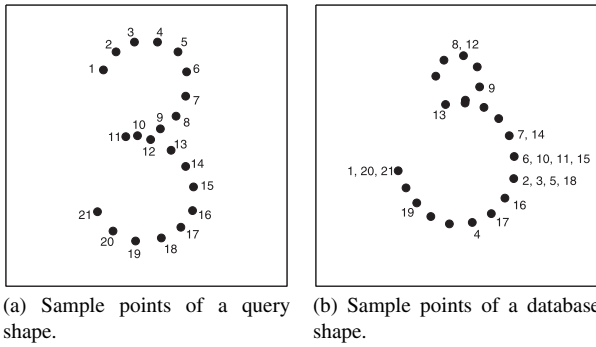 3 4
2 5
1 6
7
8
9
10
11 12 13
14
15
16
21 17
20 19 18
8, 12
9
13
7, 14
6, 10, 11, 15
1, 20, 21 2, 3, 5, 18
19 16
17
4
(a) Sample points of a query
shape.
(b) Sample points of a database
shape.